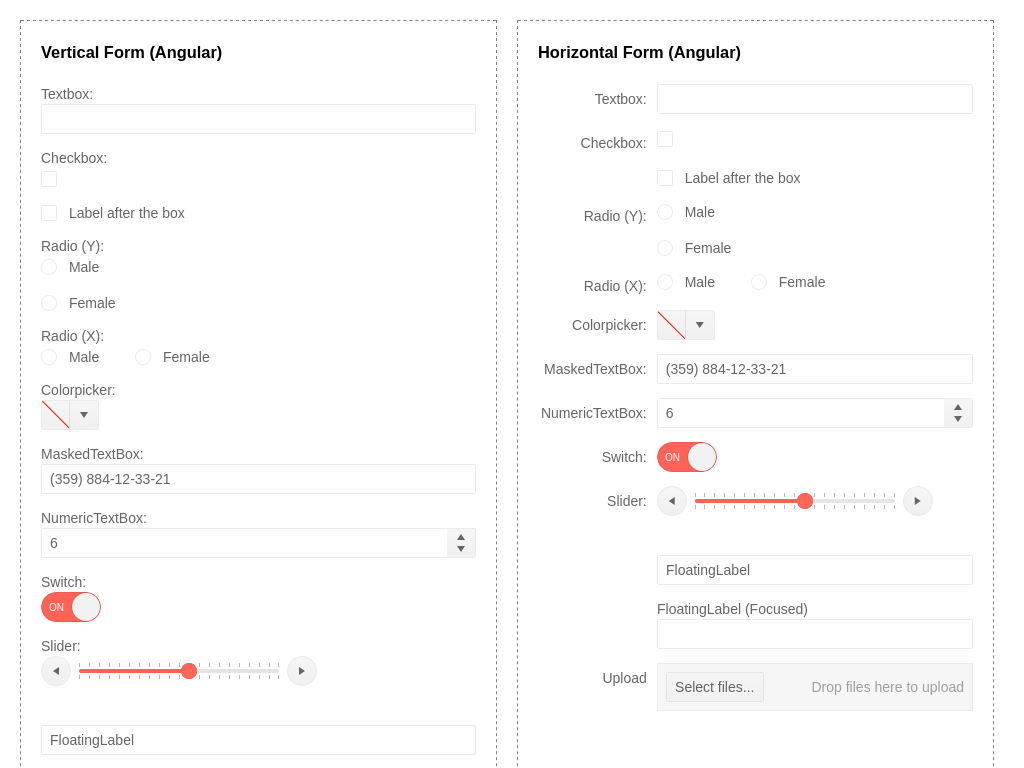 Vertical Form (Angular)
Textbox:
Checkbox:
Label after the box
Radio (Y):
Male
Female
Radio (X):
Male Female
Colorpicker:
MaskedTextBox:
(359) 884-12-33-21
NumericTextBox:
6
Switch:
ON
Slider:
FloatingLabel
Horizontal Form (Angular)
Textbox:
Checkbox:
Label after the box
Radio (Y): Male
Female
Radio (X): Male Female
Colorpicker:
MaskedTextBox: (359) 884-12-33-21
NumericTextBox: 6
Switch: ON
Slider:
FloatingLabel
FloatingLabel (Focused)
Upload Select files... Drop files here to upload